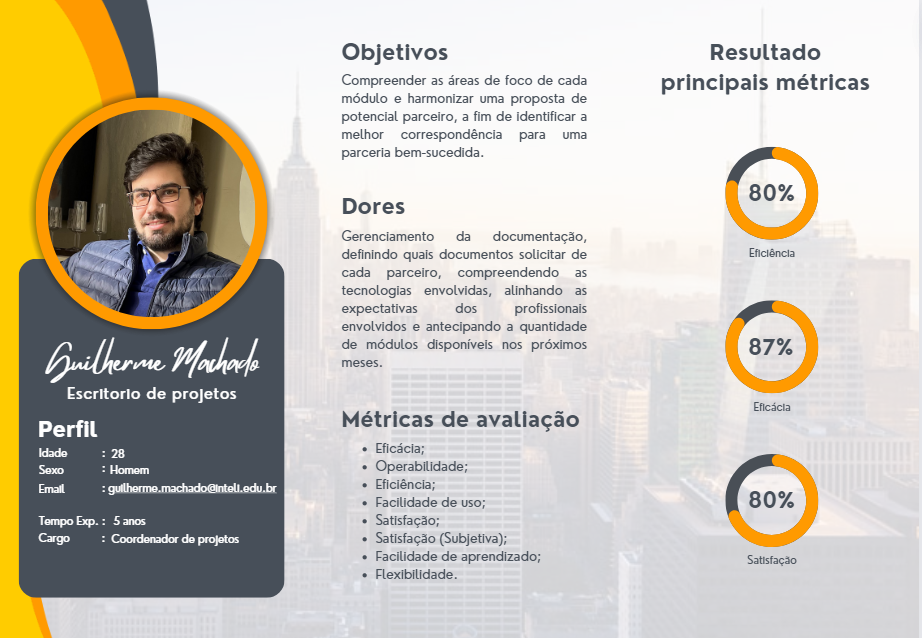 Guilherme Machado
Escritorio de projetos
Perfil
Idade : 28
Sexo : Homem
Email : guilherme.machado@inteli.edu.br
Tempo Exp. : 5 anos
Cargo : Coordenador de projetos
Objetivos
Compreender as áreas de foco de cada
módulo e harmonizar uma proposta de
potencial parceiro, a fim de identificar a
melhor correspondência para uma
parceria bem-sucedida.
Dores
Gerenciamento da documentação,
definindo quais documentos solicitar de
cada parceiro, compreendendo as
tecnologias envolvidas, alinhando as
expectativas dos profissionais
envolvidos e antecipando a quantidade
de módulos disponíveis nos próximos
meses.
Métricas de avaliação
• Eficácia;
• Operabilidade;
• Eficiência;
• Facilidade de uso;
• Satisfação;
• Satisfação (Subjetiva);
• Facilidade de aprendizado;
• Flexibilidade.
Resultado
principais métricas
80%
Eficiência
87%
Eficácia
80%
Satisfação